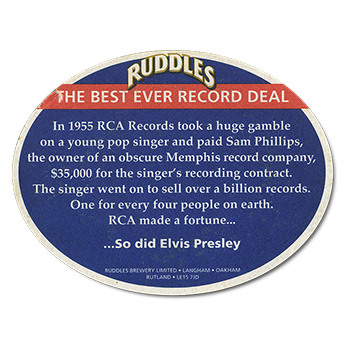 RUDDLES
THE BEST EVER RECORD DEAL
In 1955 RCA Records took a huge gamble
on a young pop singer and paid Sam Phillips,
the owner of an obscure Memphis record company,
$35,000 for the singer's recording contract.
The singer went on to sell over a billion records.
One for every four people on earth.
RCA made a fortune...
...So did Elvis Presley
RUDDLES BREWERY LIMITED • LANGHAM • OAKHAM
RUTLAND • LE15 7JD